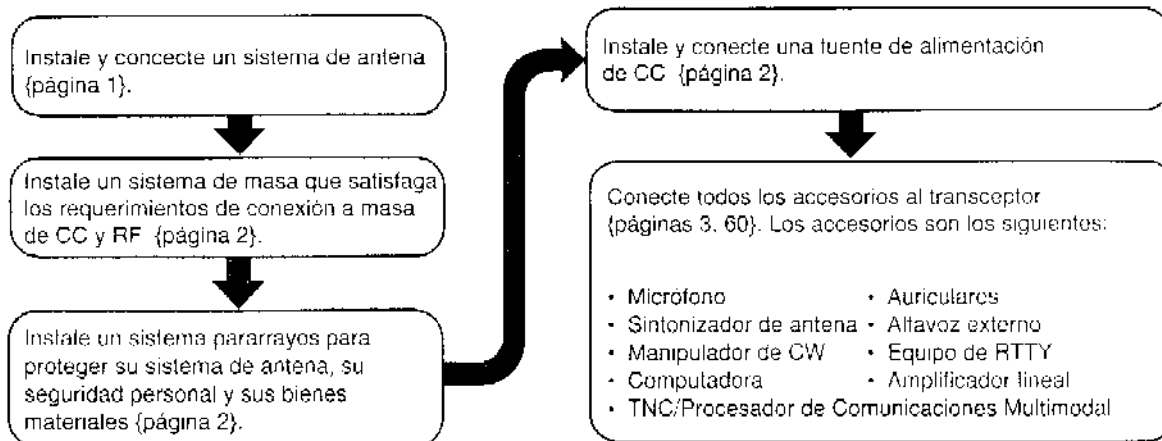 Instale y concecte un sistema de antena
{página 1}.
Instale un sistema de masa que satisfaga
los requerimientos de conexión a masa
de CC y RF {página 2}.
Instale un sistema pararrayos para
proteger su sistema de antena, su
seguridad personal y sus bienes
materiales {página 2}.
Instale y conecte una fuente de alimentación
de CC {página 2}.
Conecte todos los accesorios al transceptor
{páginas 3, 60}. Los accesorios son los siguientes:
• Micrófono
• Sintonizador de antena
• Manipulador de CW
• Computadora
• Auriculares
• Altavoz externo
• Equipo de RTTY
• Amplificador lineal
• TNC/Procesador de Comunicaciones Multimodal